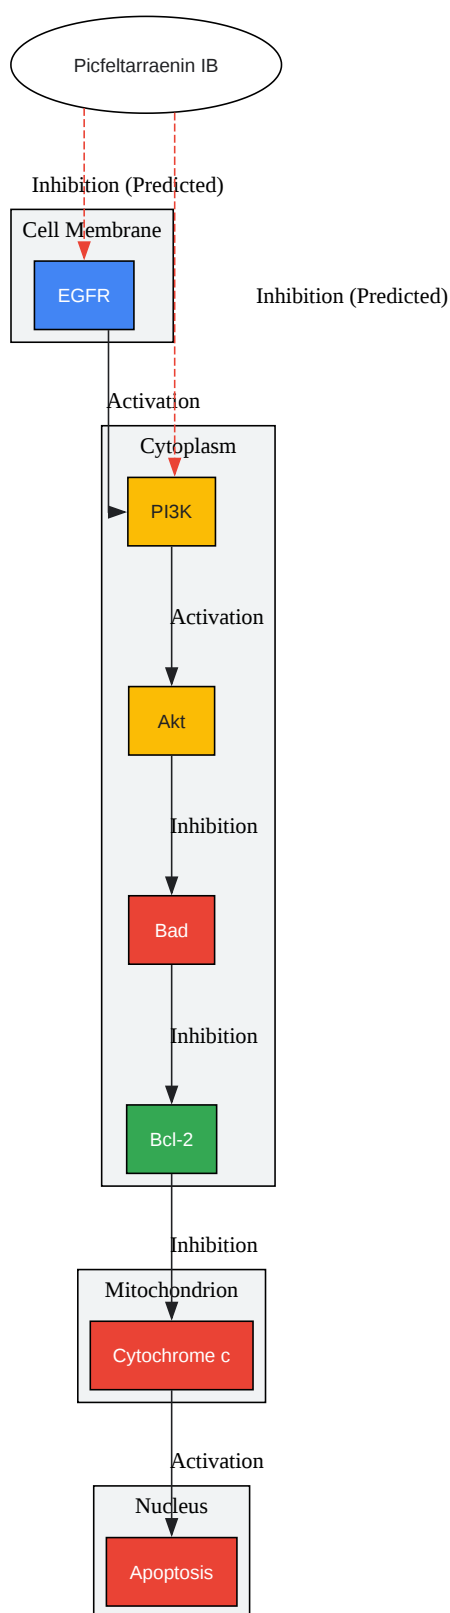 Picfeltarraenin IB
Inhibition (Predicted)
Cell Membrane
EGFR
Inhibition (Predicted)
Activation
Cytoplasm
PI3K
Activation
Akt
Inhibition
Bad
Inhibition
Bcl-2
Inhibition
Mitochondrion
Cytochrome c
Activation
Nucleus
Apoptosis